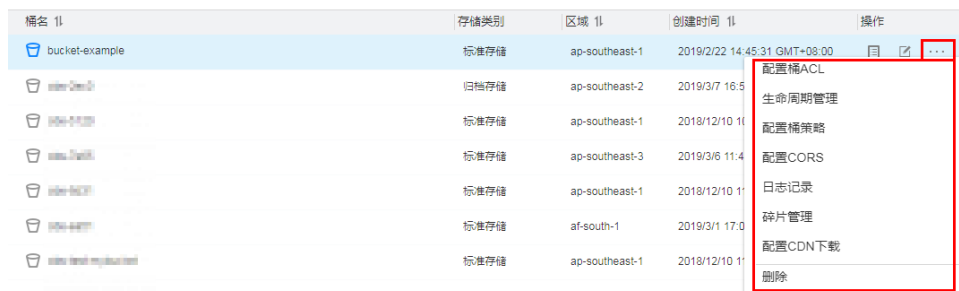 桶名 存储类别 区域 创建时间 操作
bucket-example 标准存储 ap-southeast-1 2019/2/22 14:45:31 GMT+08:00 ...
配置桶ACL
归档存储 ap-southeast-2 2019/3/7 16:5
生命周期管理
标准存储 ap-southeast-1 2018/12/10
配置桶策略
标准存储 ap-southeast-3 2019/3/6 11:4
配置CORS
标准存储 ap-southeast-1 2018/12/10
日志记录
标准存储 af-south-1 2019/3/1 17:0
碎片管理
配置CDN下载
标准存储 ap-southeast-1 2018/12/10
删除